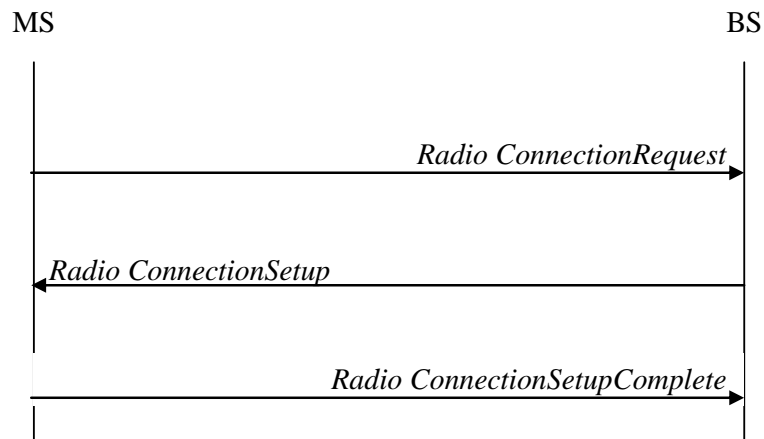 MS
BS
Radio ConnectionRequest
Radio ConnectionSetup
Radio ConnectionSetupComplete